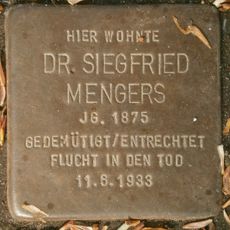 HIER WOHNTE
DR. SIEGFRIED
MENGERS
JG. 1875
GEDEMÜTIGT/ENTRECHTET
FLUCHT IN DEN TOD
11.8.1933